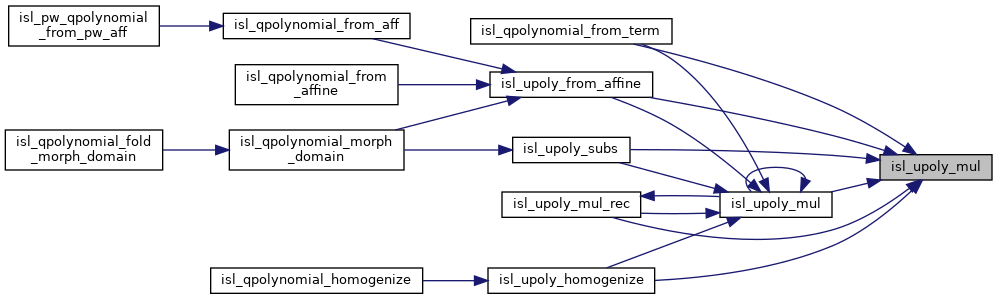 isl_pw_qpolynomial
_from_pw_aff
isl_qpolynomial_from_aff
isl_qpolynomial_from_term
isl_qpolynomial_from
_affine
isl_upoly_from_affine
isl_qpolynomial_fold
_morph_domain
isl_qpolynomial_morph
_domain
isl_upoly_subs
isl_upoly_mul
isl_upoly_mul_rec
isl_upoly_mul
isl_qpolynomial_homogenize
isl_upoly_homogenize